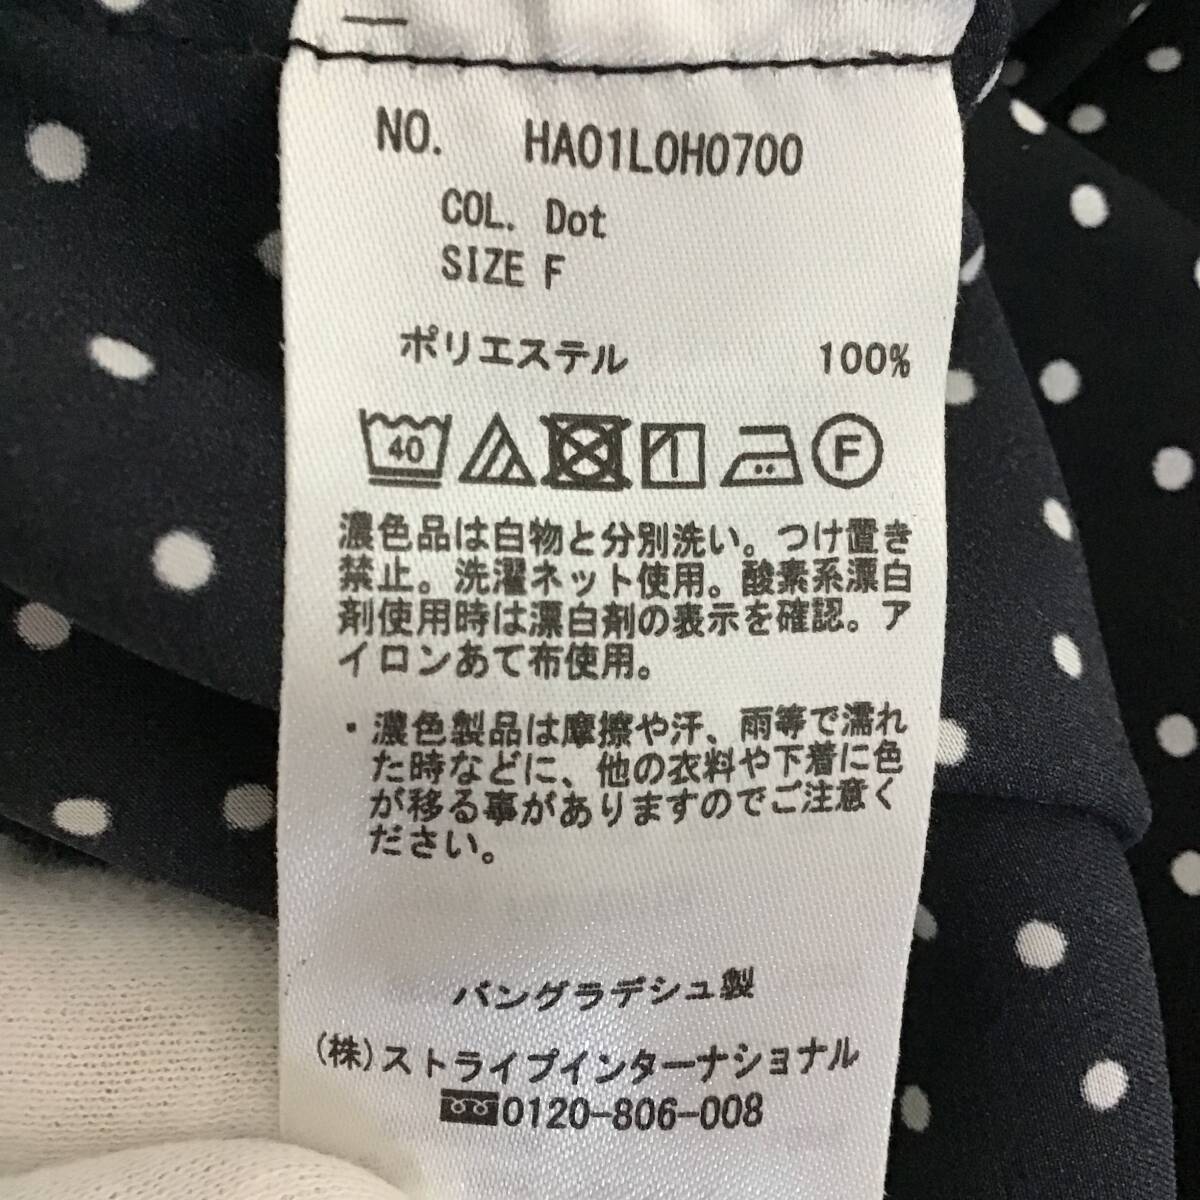 NO. HA01L0H0700
COL. Dot
SIZE F
ポリエステル 100%
40 F
濃色品は白物と分別洗い。つけ置き
禁止。洗濯ネット使用。酸素系漂白
剤使用時は漂白剤の表示を確認。ア
イロンあて布使用。
・濃色製品は摩擦や汗、雨等で濡れ
た時などに、他の衣料や下着に色
が移る事がありますのでご注意く
ださい。
バングラデシュ製
(株)ストライプインターナショナル
0120-806-008